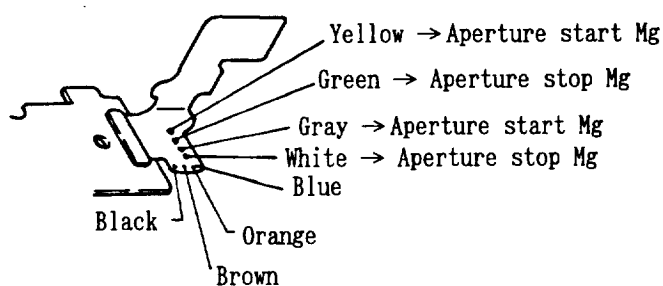 Yellow → Aperture start Mg
Green → Aperture stop Mg
Gray → Aperture start Mg
White → Aperture stop Mg
Blue
Black
Orange
Brown